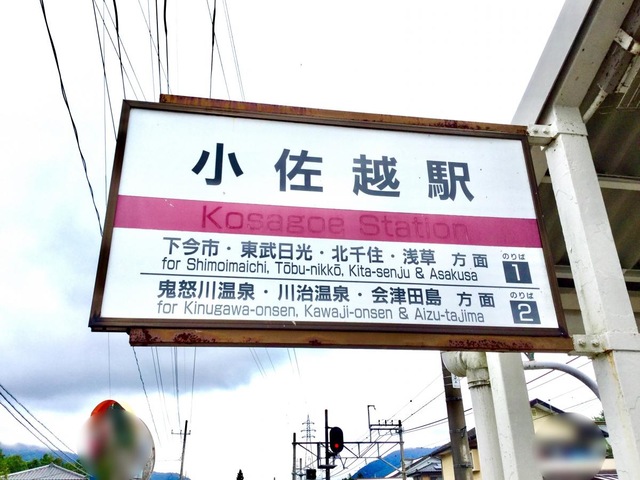 小佐越駅
Kosagoe Station
下今市・東武日光・北千住・浅草 方面 のりば 1
for Shimoimaichi, Tōbu-nikkō, Kita-senju & Asakusa
鬼怒川温泉・川治温泉・会津田島 方面 のりば 2
for Kinugawa-onsen, Kawaji-onsen & Aizu-tajima